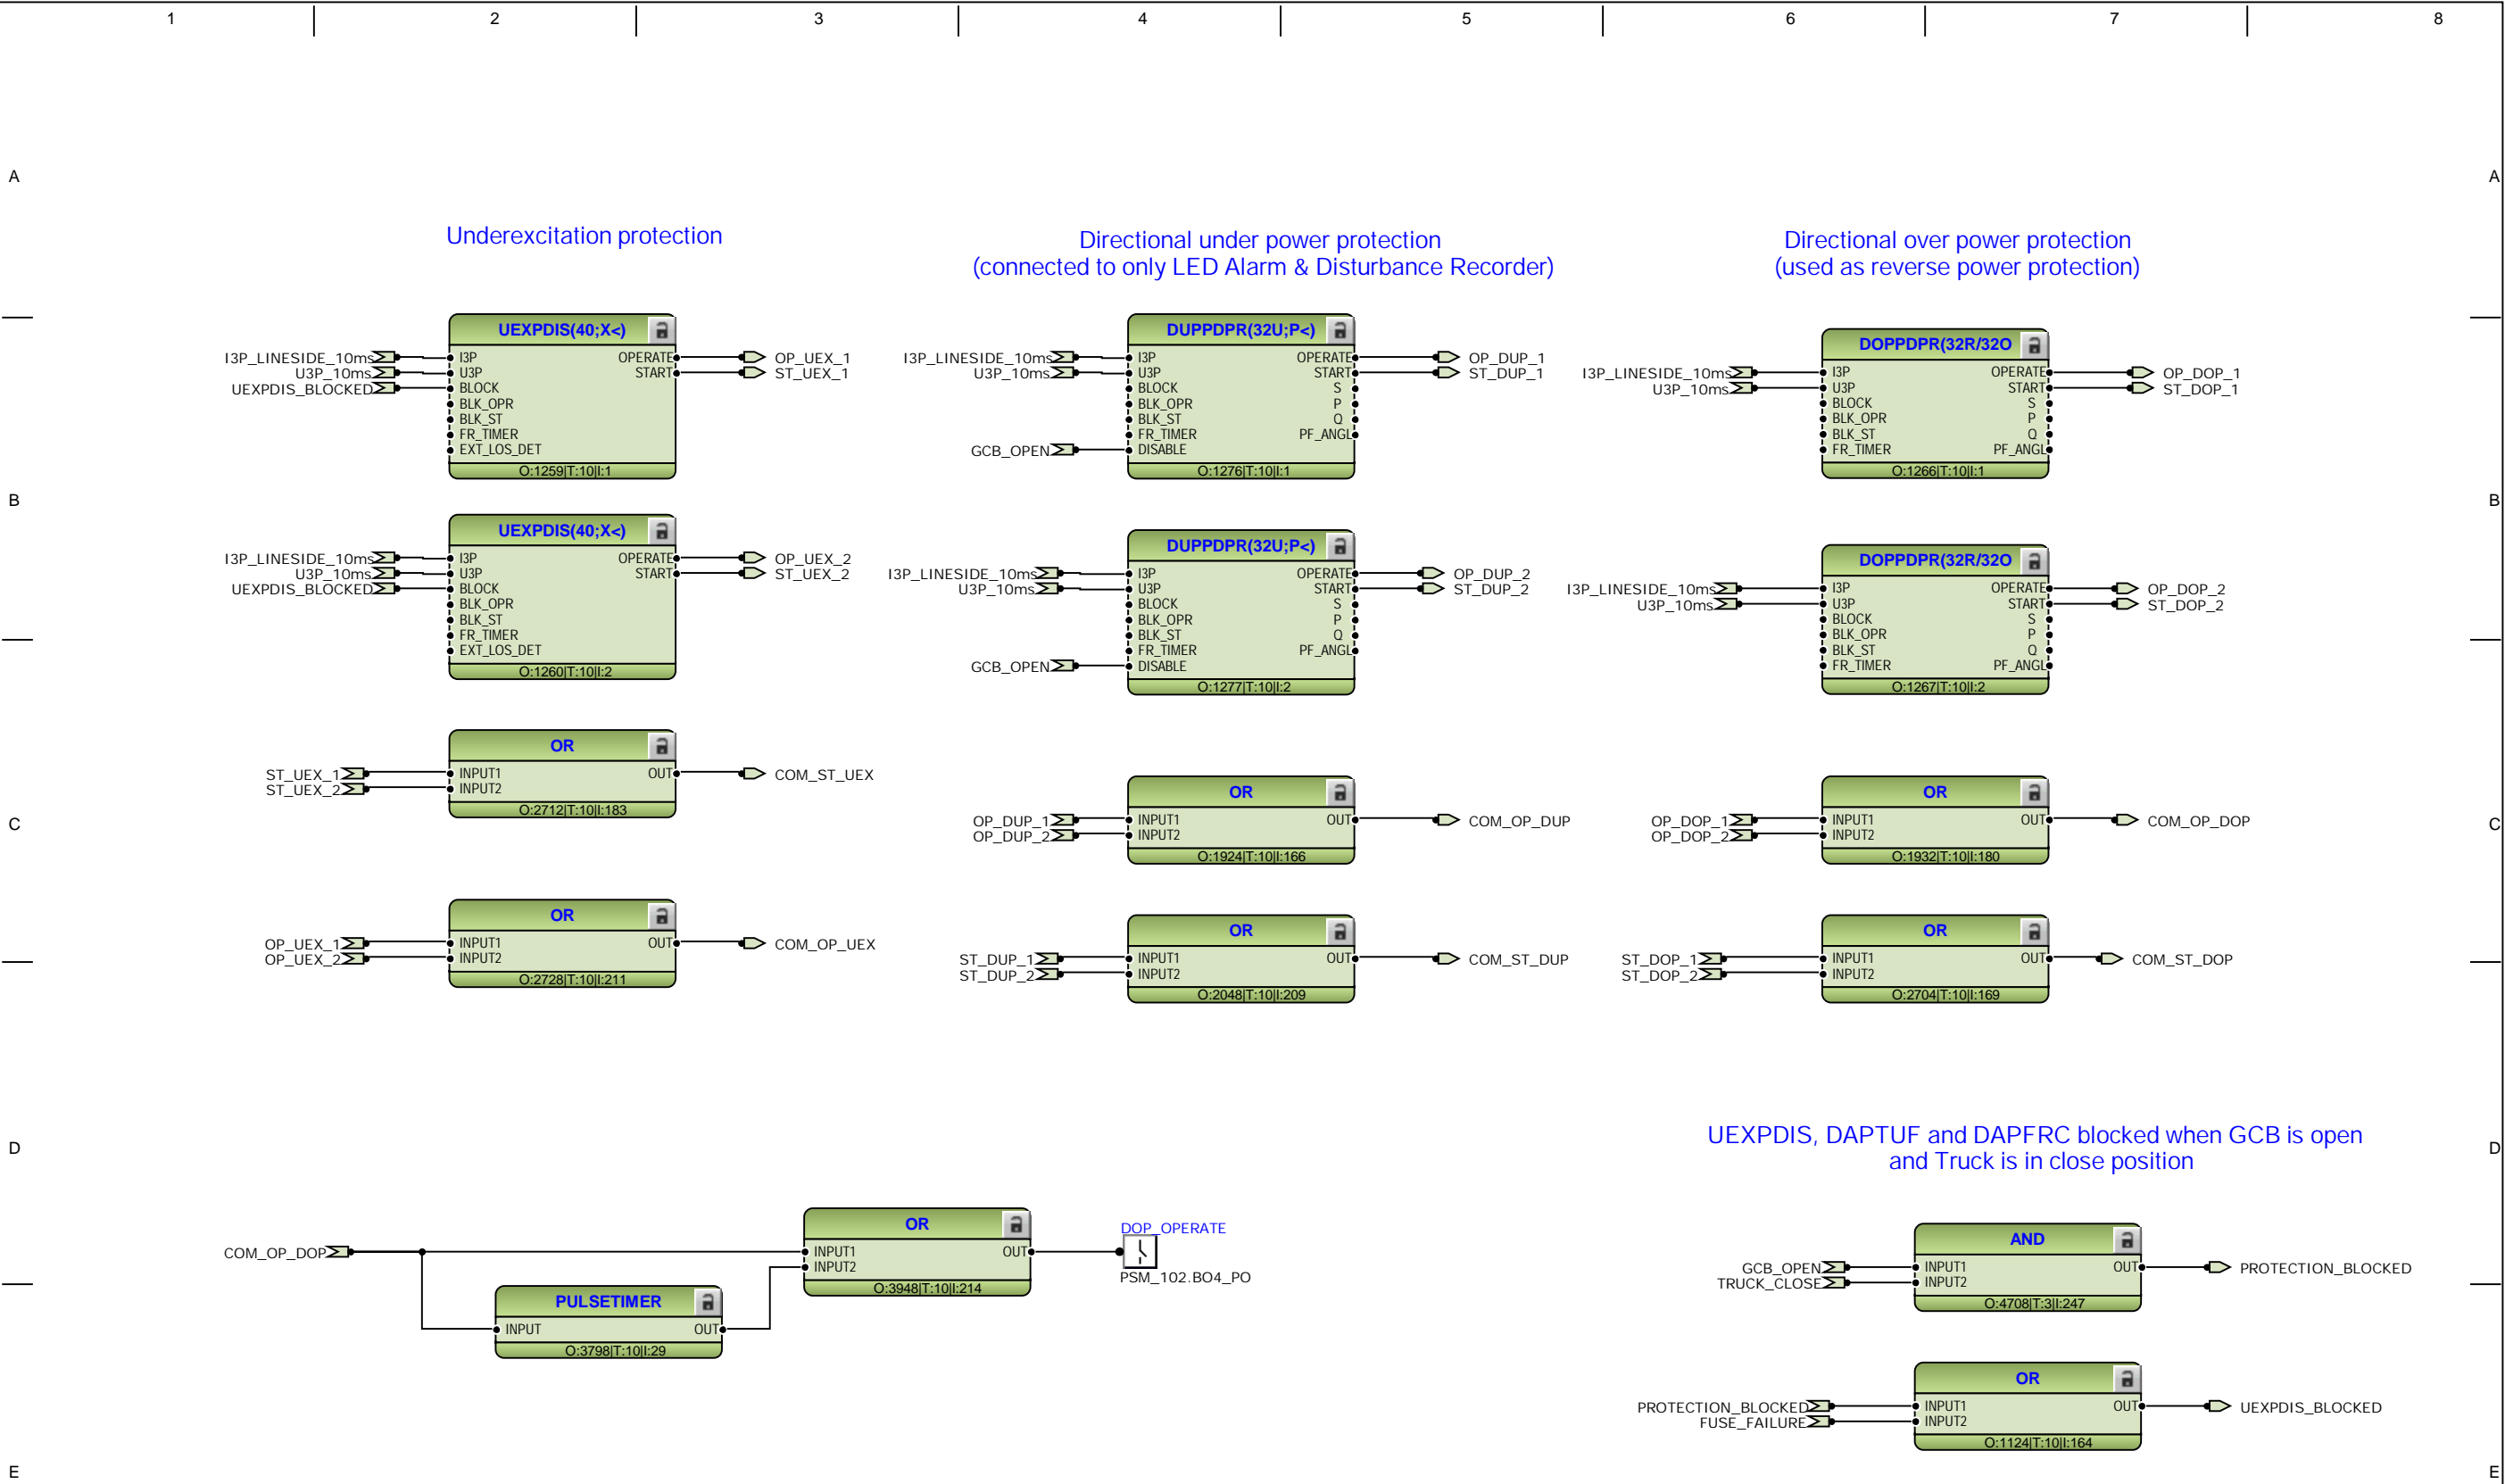 1 2 3 4 5 6 7 8
A A
Underexcitation protection
Directional under power protection
(connected to only LED Alarm & Disturbance Recorder)
Directional over power protection
(used as reverse power protection)
UEXPDIS(40;X<)
I3P_LINESIDE_10ms I3P OPERATE OP_UEX_1
U3P_10ms U3P START ST_UEX_1
UEXPDIS_BLOCKED BLOCK
BLK_OPR
BLK_ST
FR_TIMER
EXT_LOS_DET
O:1259|T:10|I:1
DUPPDPR(32U;P<)
I3P_LINESIDE_10ms I3P OPERATE OP_DUP_1
U3P_10ms U3P START ST_DUP_1
BLOCK S
BLK_OPR P
BLK_ST Q
FR_TIMER PF_ANGL
GCB_OPEN DISABLE
O:1276|T:10|I:1
DOPPDPR(32R/32O
I3P_LINESIDE_10ms I3P OPERATE OP_DOP_1
U3P_10ms U3P START ST_DOP_1
BLOCK S
BLK_OPR P
BLK_ST Q
FR_TIMER PF_ANGL
O:1266|T:10|I:1
B B
UEXPDIS(40;X<)
I3P_LINESIDE_10ms I3P OPERATE OP_UEX_2
U3P_10ms U3P START ST_UEX_2
UEXPDIS_BLOCKED BLOCK
BLK_OPR
BLK_ST
FR_TIMER
EXT_LOS_DET
O:1260|T:10|I:2
DUPPDPR(32U;P<)
I3P_LINESIDE_10ms I3P OPERATE OP_DUP_2
U3P_10ms U3P START ST_DUP_2
BLOCK S
BLK_OPR P
BLK_ST Q
FR_TIMER PF_ANGL
GCB_OPEN DISABLE
O:1277|T:10|I:2
DOPPDPR(32R/32O
I3P_LINESIDE_10ms I3P OPERATE OP_DOP_2
U3P_10ms U3P START ST_DOP_2
BLOCK S
BLK_OPR P
BLK_ST Q
FR_TIMER PF_ANGL
O:1267|T:10|I:2
OR
ST_UEX_1 INPUT1 OUT COM_ST_UEX
ST_UEX_2 INPUT2
O:2712|T:10|I:183
OR
OP_DUP_1 INPUT1 OUT COM_OP_DUP
OP_DUP_2 INPUT2
O:1924|T:10|I:166
OR
OP_DOP_1 INPUT1 OUT COM_OP_DOP
OP_DOP_2 INPUT2
O:1932|T:10|I:180
C C
OR
OP_UEX_1 INPUT1 OUT COM_OP_UEX
OP_UEX_2 INPUT2
O:2728|T:10|I:211
OR
ST_DUP_1 INPUT1 OUT COM_ST_DUP
ST_DUP_2 INPUT2
O:2048|T:10|I:209
OR
ST_DOP_1 INPUT1 OUT COM_ST_DOP
ST_DOP_2 INPUT2
O:2704|T:10|I:169
D D
UEXPDIS, DAPTUF and DAPFRC blocked when GCB is open
and Truck is in close position
OR
COM_OP_DOP INPUT1 OUT
INPUT2
O:3948|T:10|I:214
DOP_OPERATE
PSM_102.BO4_PO
PULSETIMER
INPUT OUT
O:3798|T:10|I:29
AND
GCB_OPEN INPUT1 OUT PROTECTION_BLOCKED
TRUCK_CLOSE INPUT2
O:4708|T:3|I:247
OR
PROTECTION_BLOCKED INPUT1 OUT UEXPDIS_BLOCKED
FUSE_FAILURE INPUT2
O:1124|T:10|I:164
E E